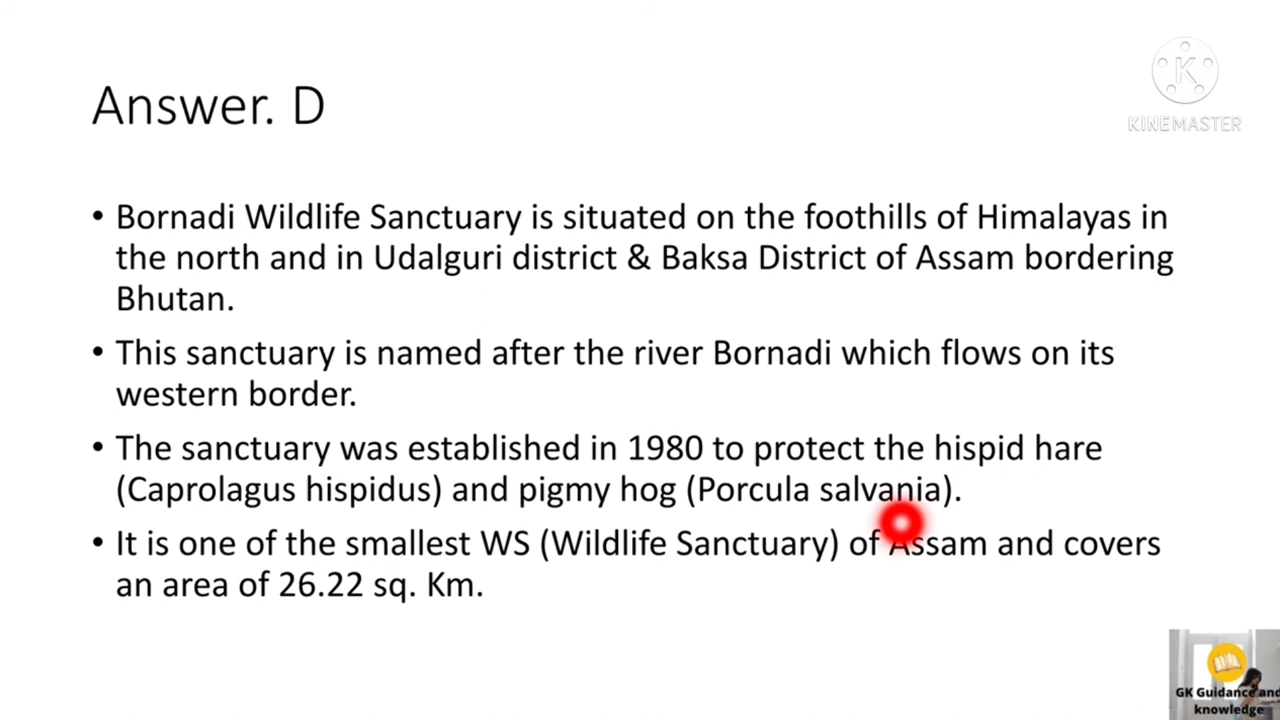 K
KINEMASTER
Answer. D
• Bornadi Wildlife Sanctuary is situated on the foothills of Himalayas in
the north and in Udalguri district & Baksa District of Assam bordering
Bhutan.
• This sanctuary is named after the river Bornadi which flows on its
western border.
• The sanctuary was established in 1980 to protect the hispid hare
(Caprolagus hispidus) and pigmy hog (Porcula salvania).
• It is one of the smallest WS (Wildlife Sanctuary) of Assam and covers
an area of 26.22 sq. Km.
GK Guidance and
knowledge